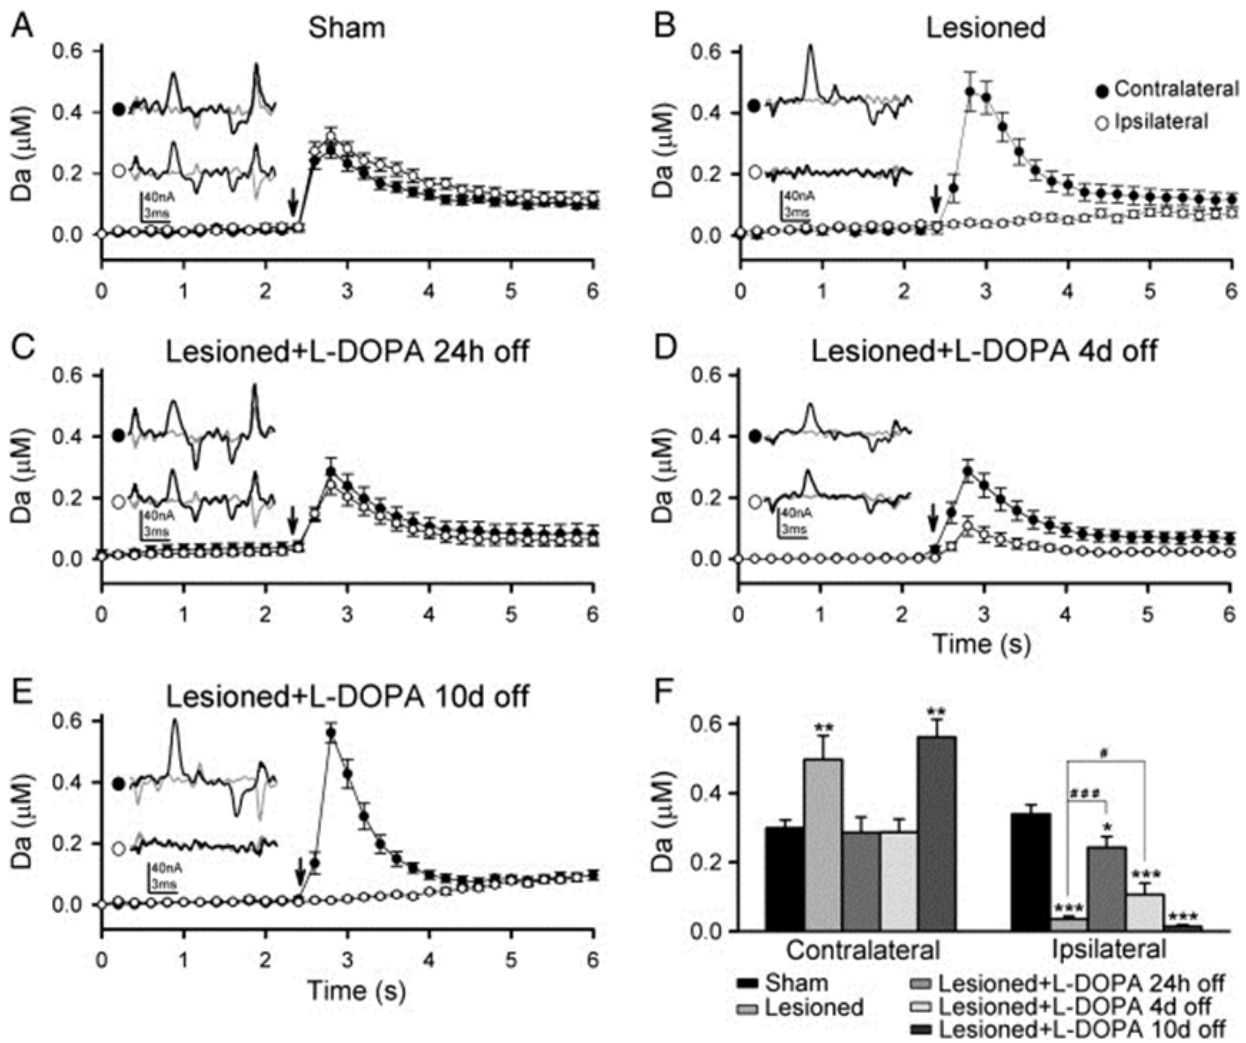 A
Sham
Da (µM)
0.6
0.4
0.2
0.0
40nA
3ms
0 1 2 3 4 5 6
B
Lesioned
Da (µM)
0.6
0.4
0.2
0.0
40nA
3ms
Contralateral
Ipsilateral
0 1 2 3 4 5 6
C
Lesioned+L-DOPA 24h off
Da (µM)
0.6
0.4
0.2
0.0
40nA
3ms
0 1 2 3 4 5 6
D
Lesioned+L-DOPA 4d off
Da (µM)
0.6
0.4
0.2
0.0
40nA
3ms
0 1 2 3 4 5 6
Time (s)
E
Lesioned+L-DOPA 10d off
Da (µM)
0.6
0.4
0.2
0.0
40nA
3ms
0 1 2 3 4 5 6
Time (s)
F
Da (µM)
0.6
0.4
0.2
0.0
** **
#
###
*
*** *** ***
Contralateral Ipsilateral
Sham
Lesioned
Lesioned+L-DOPA 24h off
Lesioned+L-DOPA 4d off
Lesioned+L-DOPA 10d off